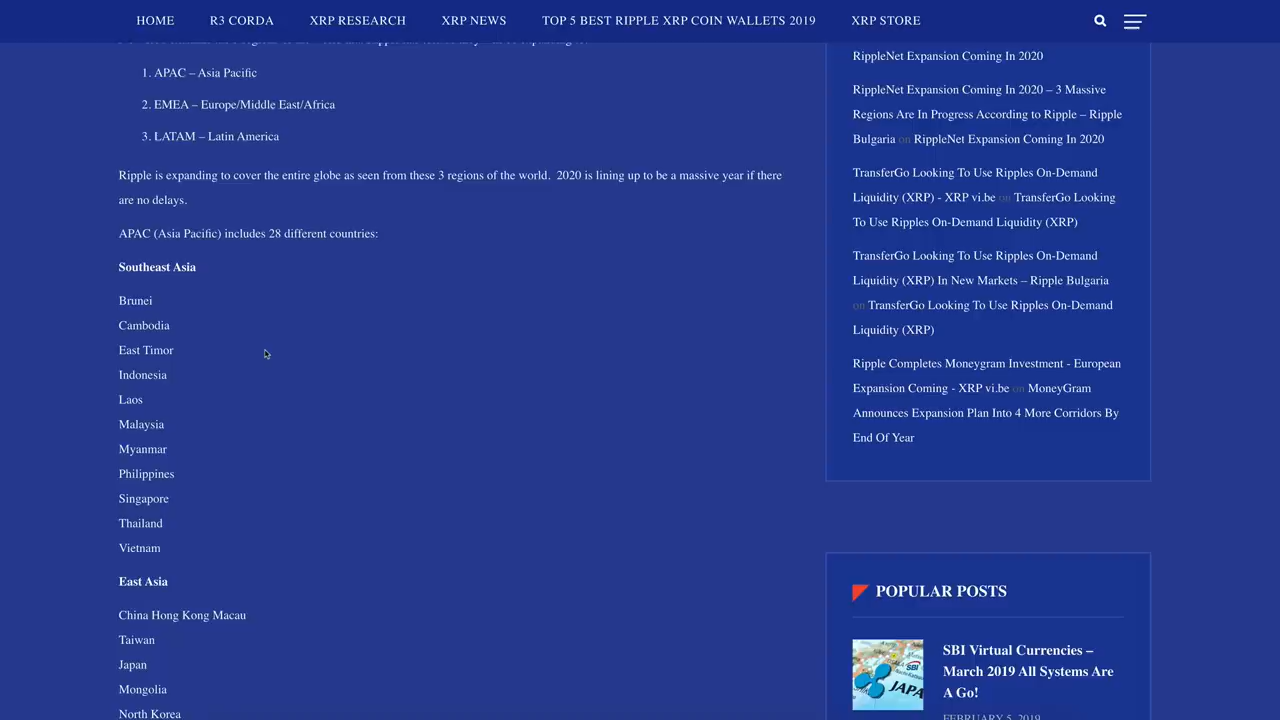 HOME R3 CORDA XRP RESEARCH XRP NEWS TOP 5 BEST RIPPLE XRP COIN WALLETS 2019 XRP STORE
1. APAC – Asia Pacific
2. EMEA – Europe/Middle East/Africa
3. LATAM – Latin America
Ripple is expanding to cover the entire globe as seen from these 3 regions of the world.  2020 is lining up to be a massive year if there
are no delays.
APAC (Asia Pacific) includes 28 different countries:
Southeast Asia
Brunei
Cambodia
East Timor
Indonesia
Laos
Malaysia
Myanmar
Philippines
Singapore
Thailand
Vietnam
East Asia
China Hong Kong Macau
Taiwan
Japan
Mongolia
North Korea
RippleNet Expansion Coming In 2020
RippleNet Expansion Coming In 2020 – 3 Massive
Regions Are In Progress According to Ripple – Ripple
Bulgaria on RippleNet Expansion Coming In 2020
TransferGo Looking To Use Ripples On-Demand
Liquidity (XRP) - XRP vi.be on TransferGo Looking
To Use Ripples On-Demand Liquidity (XRP)
TransferGo Looking To Use Ripples On-Demand
Liquidity (XRP) In New Markets – Ripple Bulgaria
on TransferGo Looking To Use Ripples On-Demand
Liquidity (XRP)
Ripple Completes Moneygram Investment - European
Expansion Coming - XRP vi.be on MoneyGram
Announces Expansion Plan Into 4 More Corridors By
End Of Year
POPULAR POSTS
SBI
JAPA
SBI Virtual Currencies –
March 2019 All Systems Are
A Go!
FEBRUARY 5, 2019